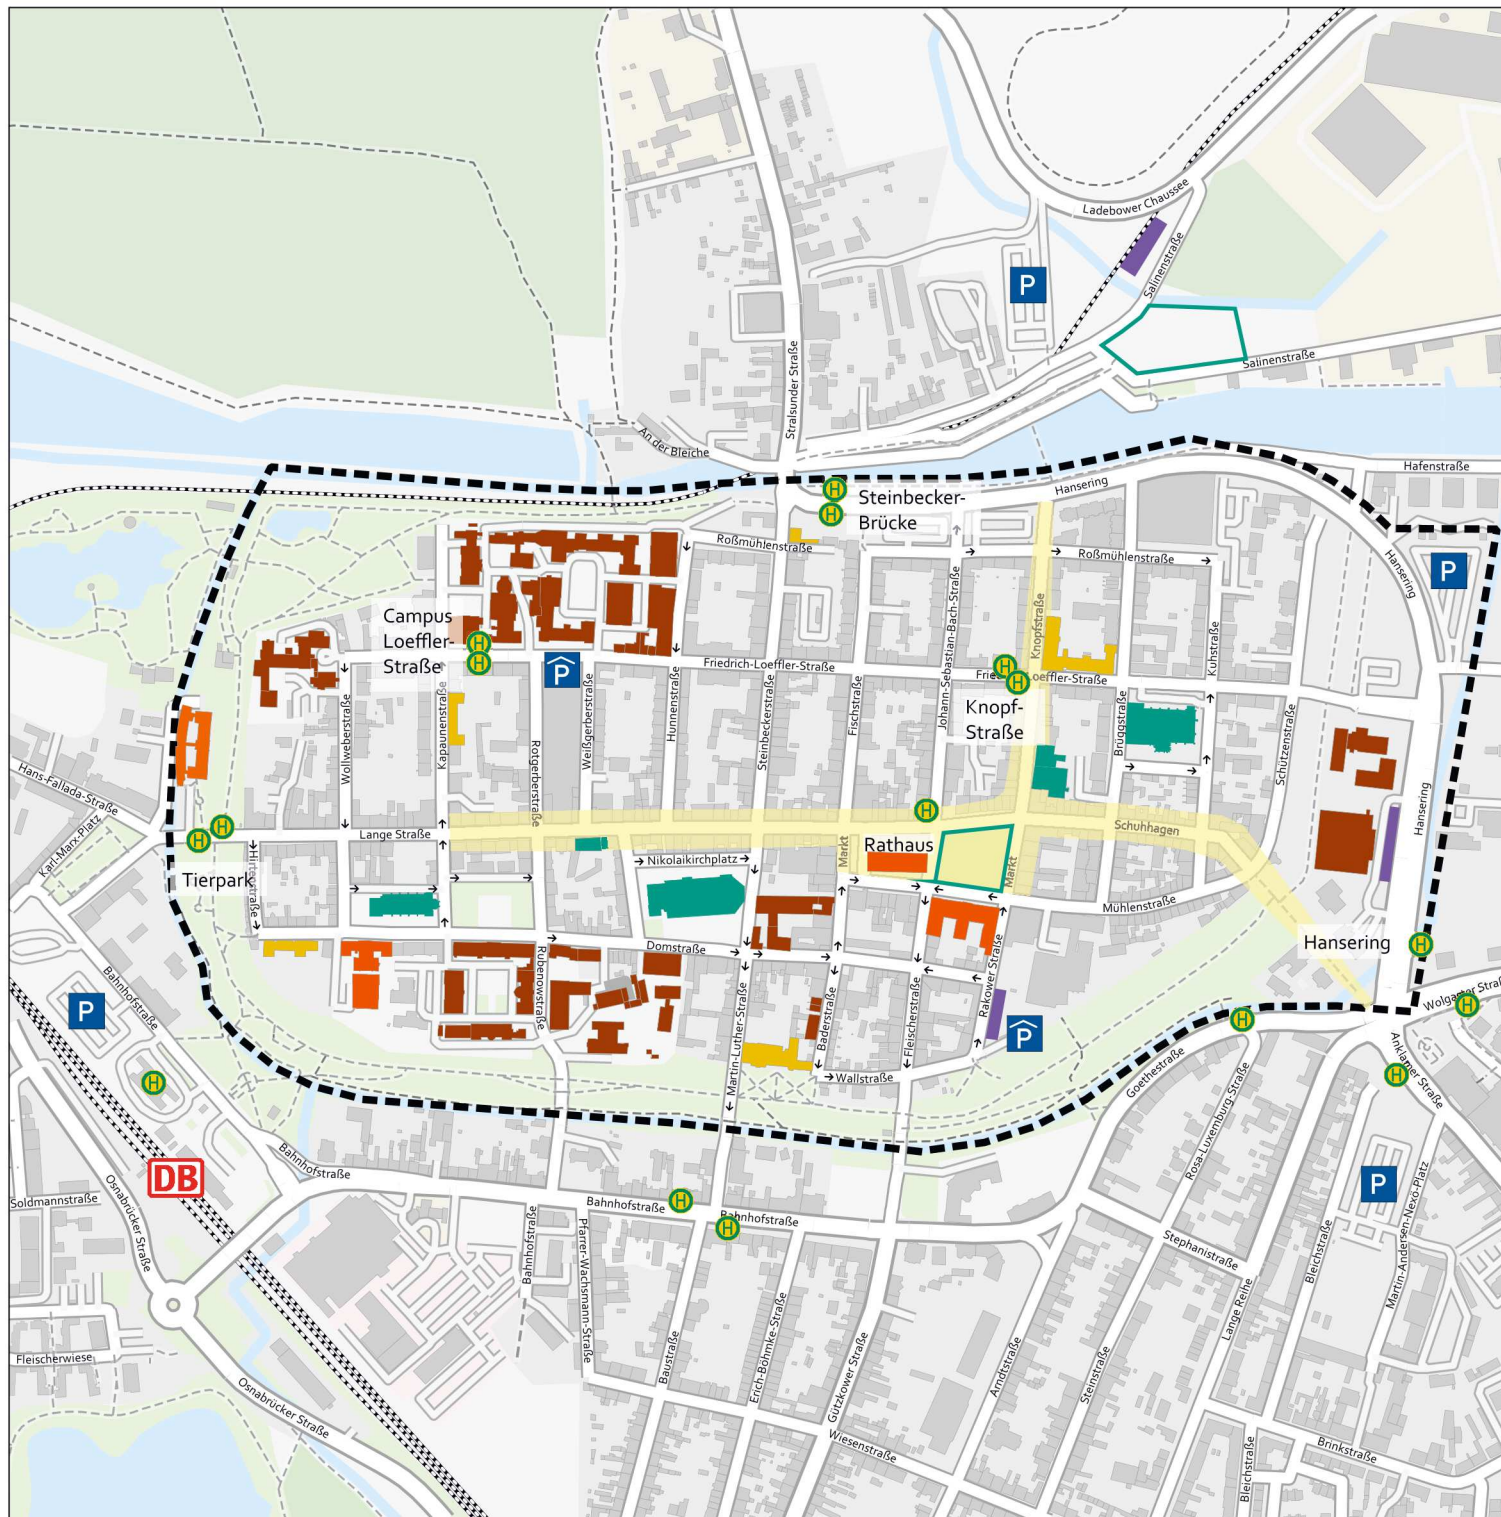 Ladebower Chaussee
Salinenstraße
P
Salinenstraße
Stralsunder Straße
An der Bleiche
Hafenstraße
Hansering
H
Steinbecker-
Brücke
H
Roßmühlenstraße
Roßmühlenstraße
Hansering
P
Campus
Loeffler-
Straße
H
H
P
Friedrich-Loeffler-Straße
Johann-Sebastian-Bach-Straße
Knopfstraße
Kuhstraße
H
H
Loeffler-Straße
Knopf-
Straße
Wollweberstraße
Kapaunenstraße
Rotgerberstraße
Weißgerberstraße
Hunnenstraße
Steinbeckerstraße
Fischstraße
Brüggstraße
Schützenstraße
Hans-Fallada-Straße
Karl-Marx-Platz
H
H
Lange Straße
H
Schuhhagen
Hansering
Markt
Rathaus
Markt
Nikolaikirchplatz
Tierpark
Hirtenstraße
Mühlenstraße
Domstraße
Hansering
H
Bahnhofstraße
P
Rubenowstraße
Martin-Luther-Straße
Baderstraße
Fleischerstraße
Rakower Straße
P
H
Wolgaster Straße
H
Anklamer Straße
H
H
Wallstraße
Goethestraße
Rosa-Luxemburg-Straße
DB
Bahnhofstraße
Soldmannstraße
Osnabrücker Straße
Bahnhofstraße
H
Bahnhofstraße
H
P
Bahnhofstraße
Pfarrer-Wachsmann-Straße
Stephanistraße
Bleichstraße
Martin-Andersen-Nexö-Platz
Lange Reihe
Fleischerwiese
Osnabrücker Straße
Baustraße
Erich-Böhmke-Straße
Gützkower Straße
Arndtstraße
Steinstraße
Wiesenstraße
Brinkstraße
Bleichstraße